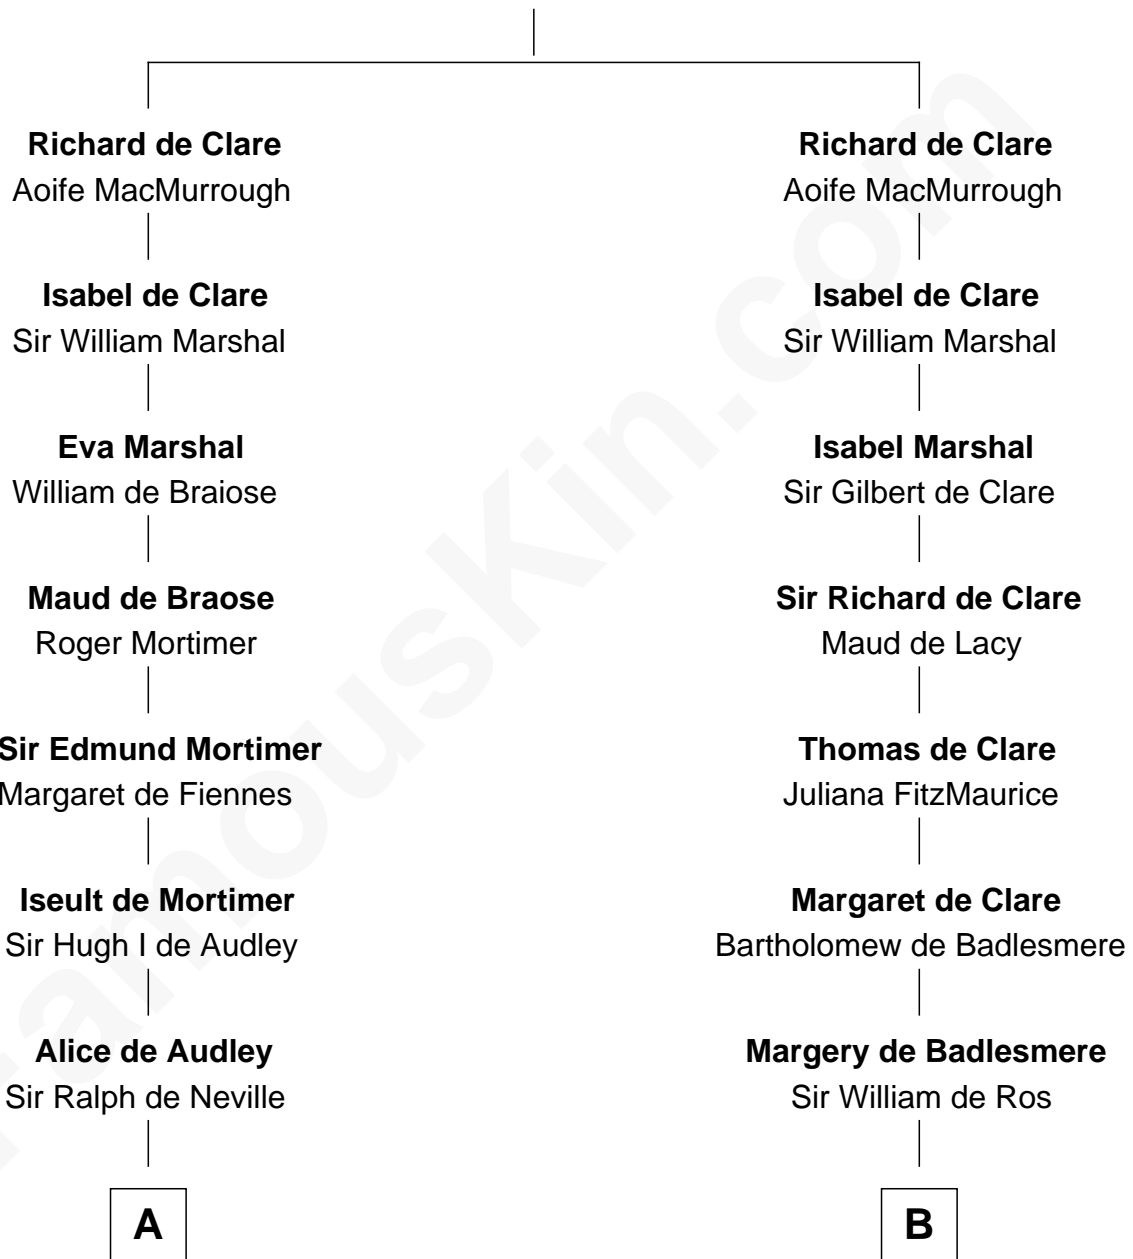 Richard de Clare
Aoife MacMurrough
Isabel de Clare
Sir William Marshal
Eva Marshal
William de Braiose
Maud de Braose
Roger Mortimer
Sir Edmund Mortimer
Margaret de Fiennes
Iseult de Mortimer
Sir Hugh I de Audley
Alice de Audley
Sir Ralph de Neville
A
Richard de Clare
Aoife MacMurrough
Isabel de Clare
Sir William Marshal
Isabel Marshal
Sir Gilbert de Clare
Sir Richard de Clare
Maud de Lacy
Thomas de Clare
Juliana FitzMaurice
Margaret de Clare
Bartholomew de Badlesmere
Margery de Badlesmere
Sir William de Ros
B
FamousKin.com